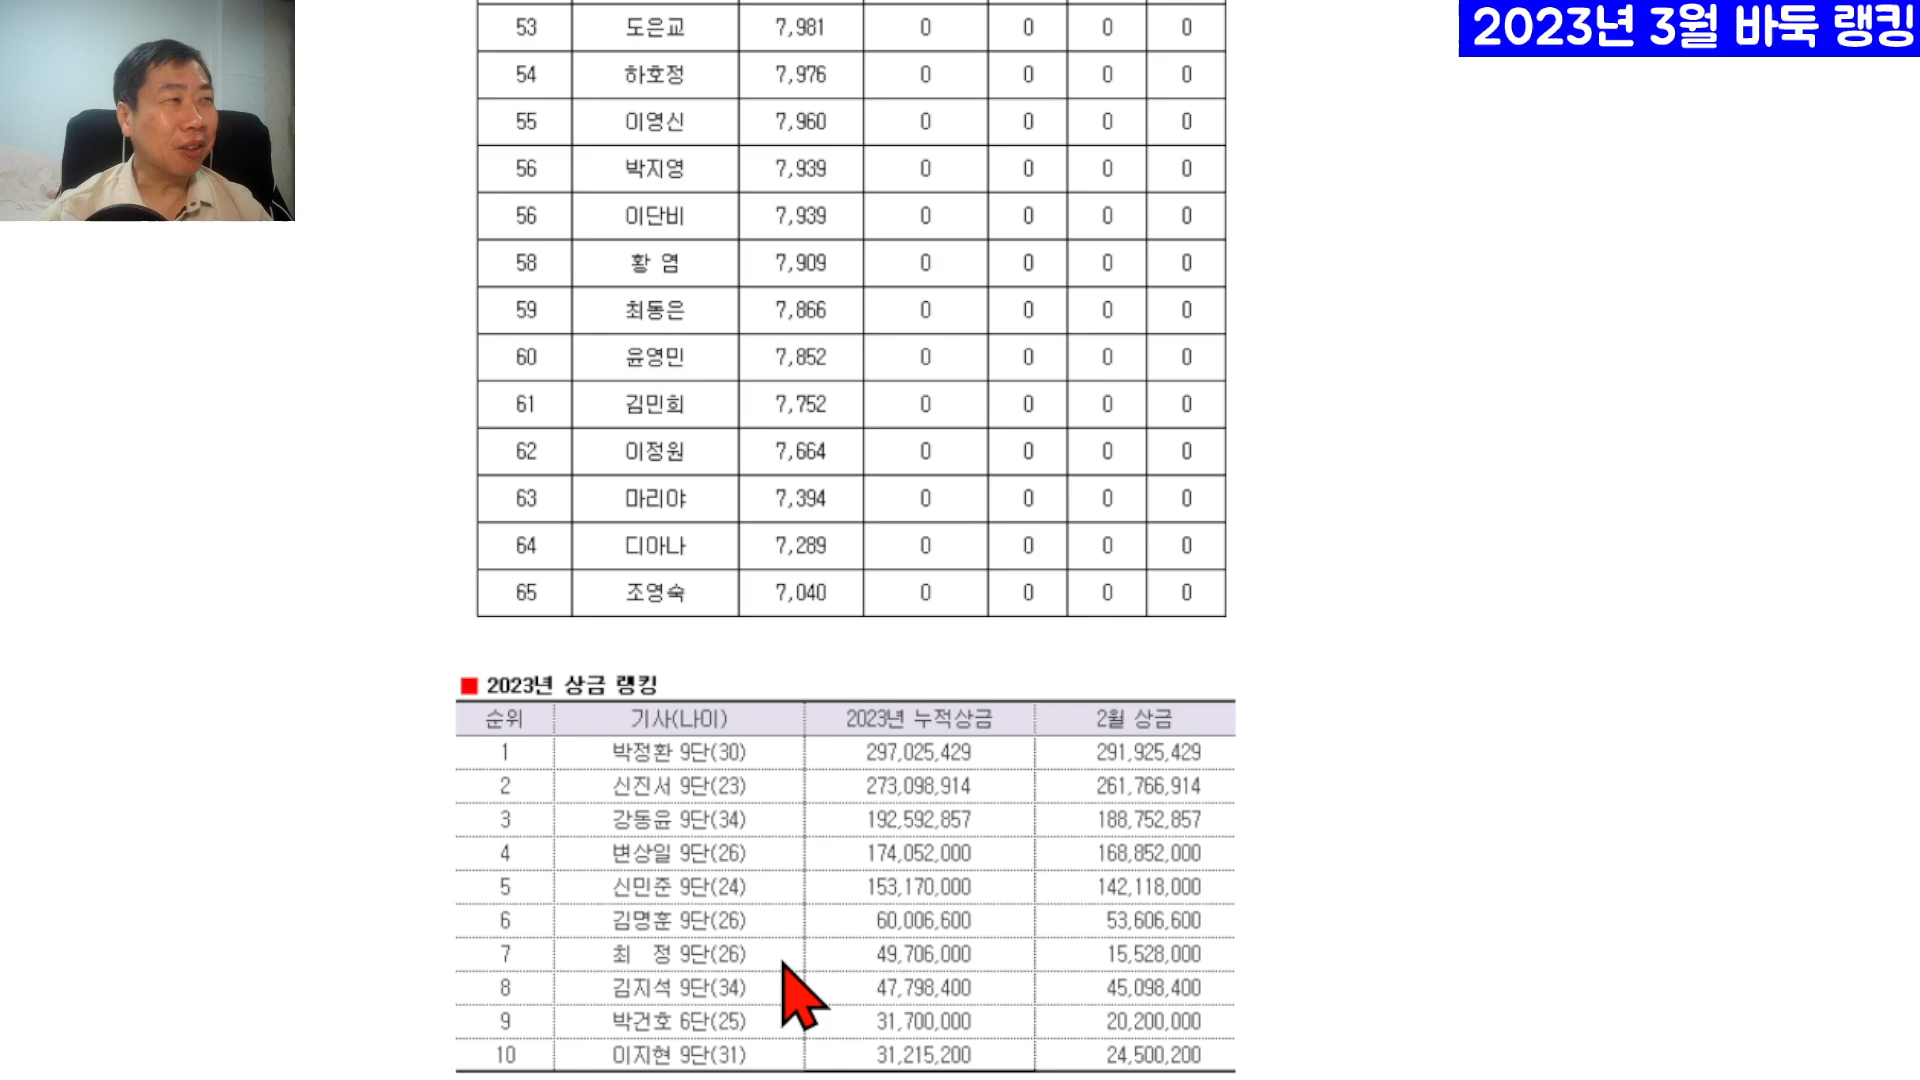 2023년 3월 바둑 랭킹
53 도은교 7,981 0 0 0 0
54 하호정 7,976 0 0 0 0
55 이영신 7,960 0 0 0 0
56 박지영 7,939 0 0 0 0
56 이단비 7,939 0 0 0 0
58 황 염 7,909 0 0 0 0
59 최동은 7,866 0 0 0 0
60 윤영민 7,852 0 0 0 0
61 김민희 7,752 0 0 0 0
62 이정원 7,664 0 0 0 0
63 마리야 7,394 0 0 0 0
64 디아나 7,289 0 0 0 0
65 조영숙 7,040 0 0 0 0
■ 2023년 상금 랭킹
순위 기사(나이) 2023년 누적상금 2월 상금
1 박정환 9단(30) 297,025,429 291,925,429
2 신진서 9단(23) 273,098,914 261,766,914
3 강동윤 9단(34) 192,592,857 188,752,857
4 변상일 9단(26) 174,052,000 168,852,000
5 신민준 9단(24) 153,170,000 142,118,000
6 김명훈 9단(26) 60,006,600 53,606,600
7 최 정 9단(26) 49,706,000 15,528,000
8 김지석 9단(34) 47,798,400 45,098,400
9 박건호 6단(25) 31,700,000 20,200,000
10 이지현 9단(31) 31,215,200 24,500,200